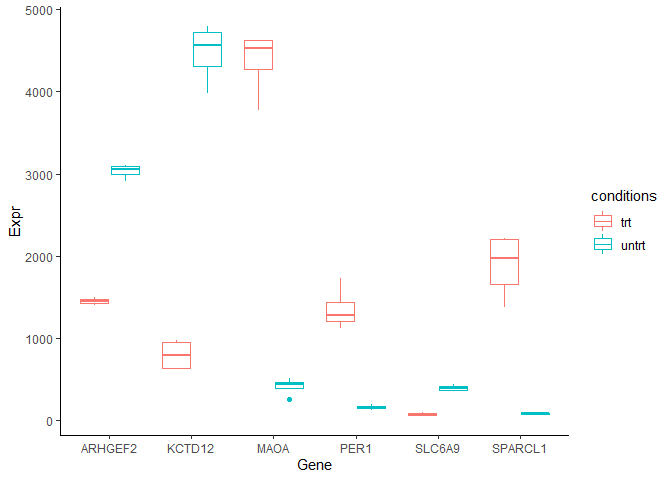 5000
4000
3000
2000
1000
0
Expr
ARHGEF2 KCTD12 MAOA PER1 SLC6A9 SPARCL1
Gene
conditions
trt
untrt